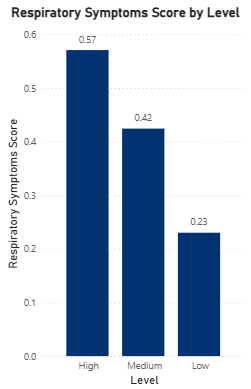 Respiratory Symptoms Score by Level
0.6
0.5
0.4
0.3
0.2
0.1
0.0
Respiratory Symptoms Score
0.57
0.42
0.23
High Medium Low
Level